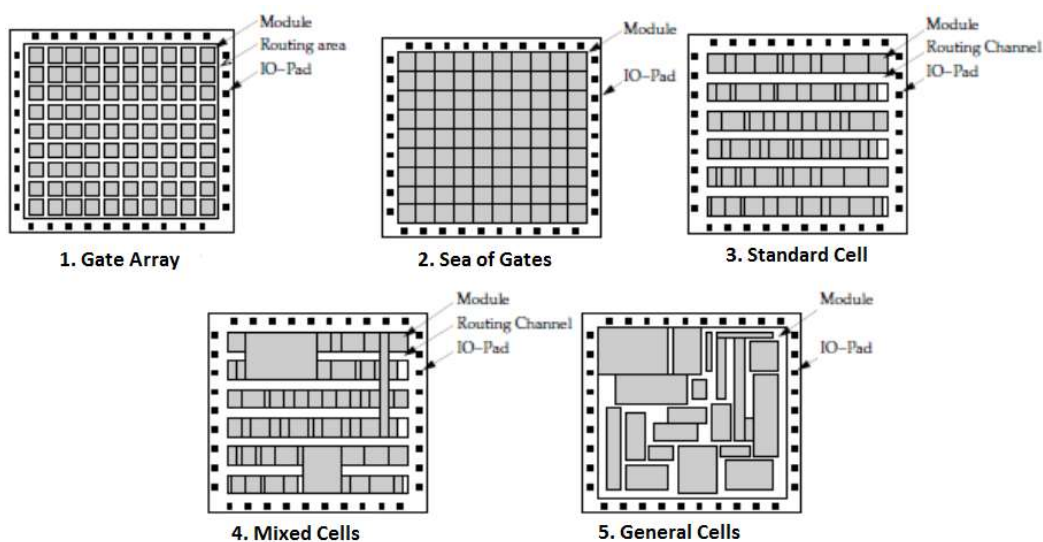 Module
Routing area
IO-Pad
1. Gate Array
Module
IO-Pad
2. Sea of Gates
Module
Routing Channel
IO-Pad
3. Standard Cell
Module
Routing Channel
IO-Pad
4. Mixed Cells
Module
IO-Pad
5. General Cells